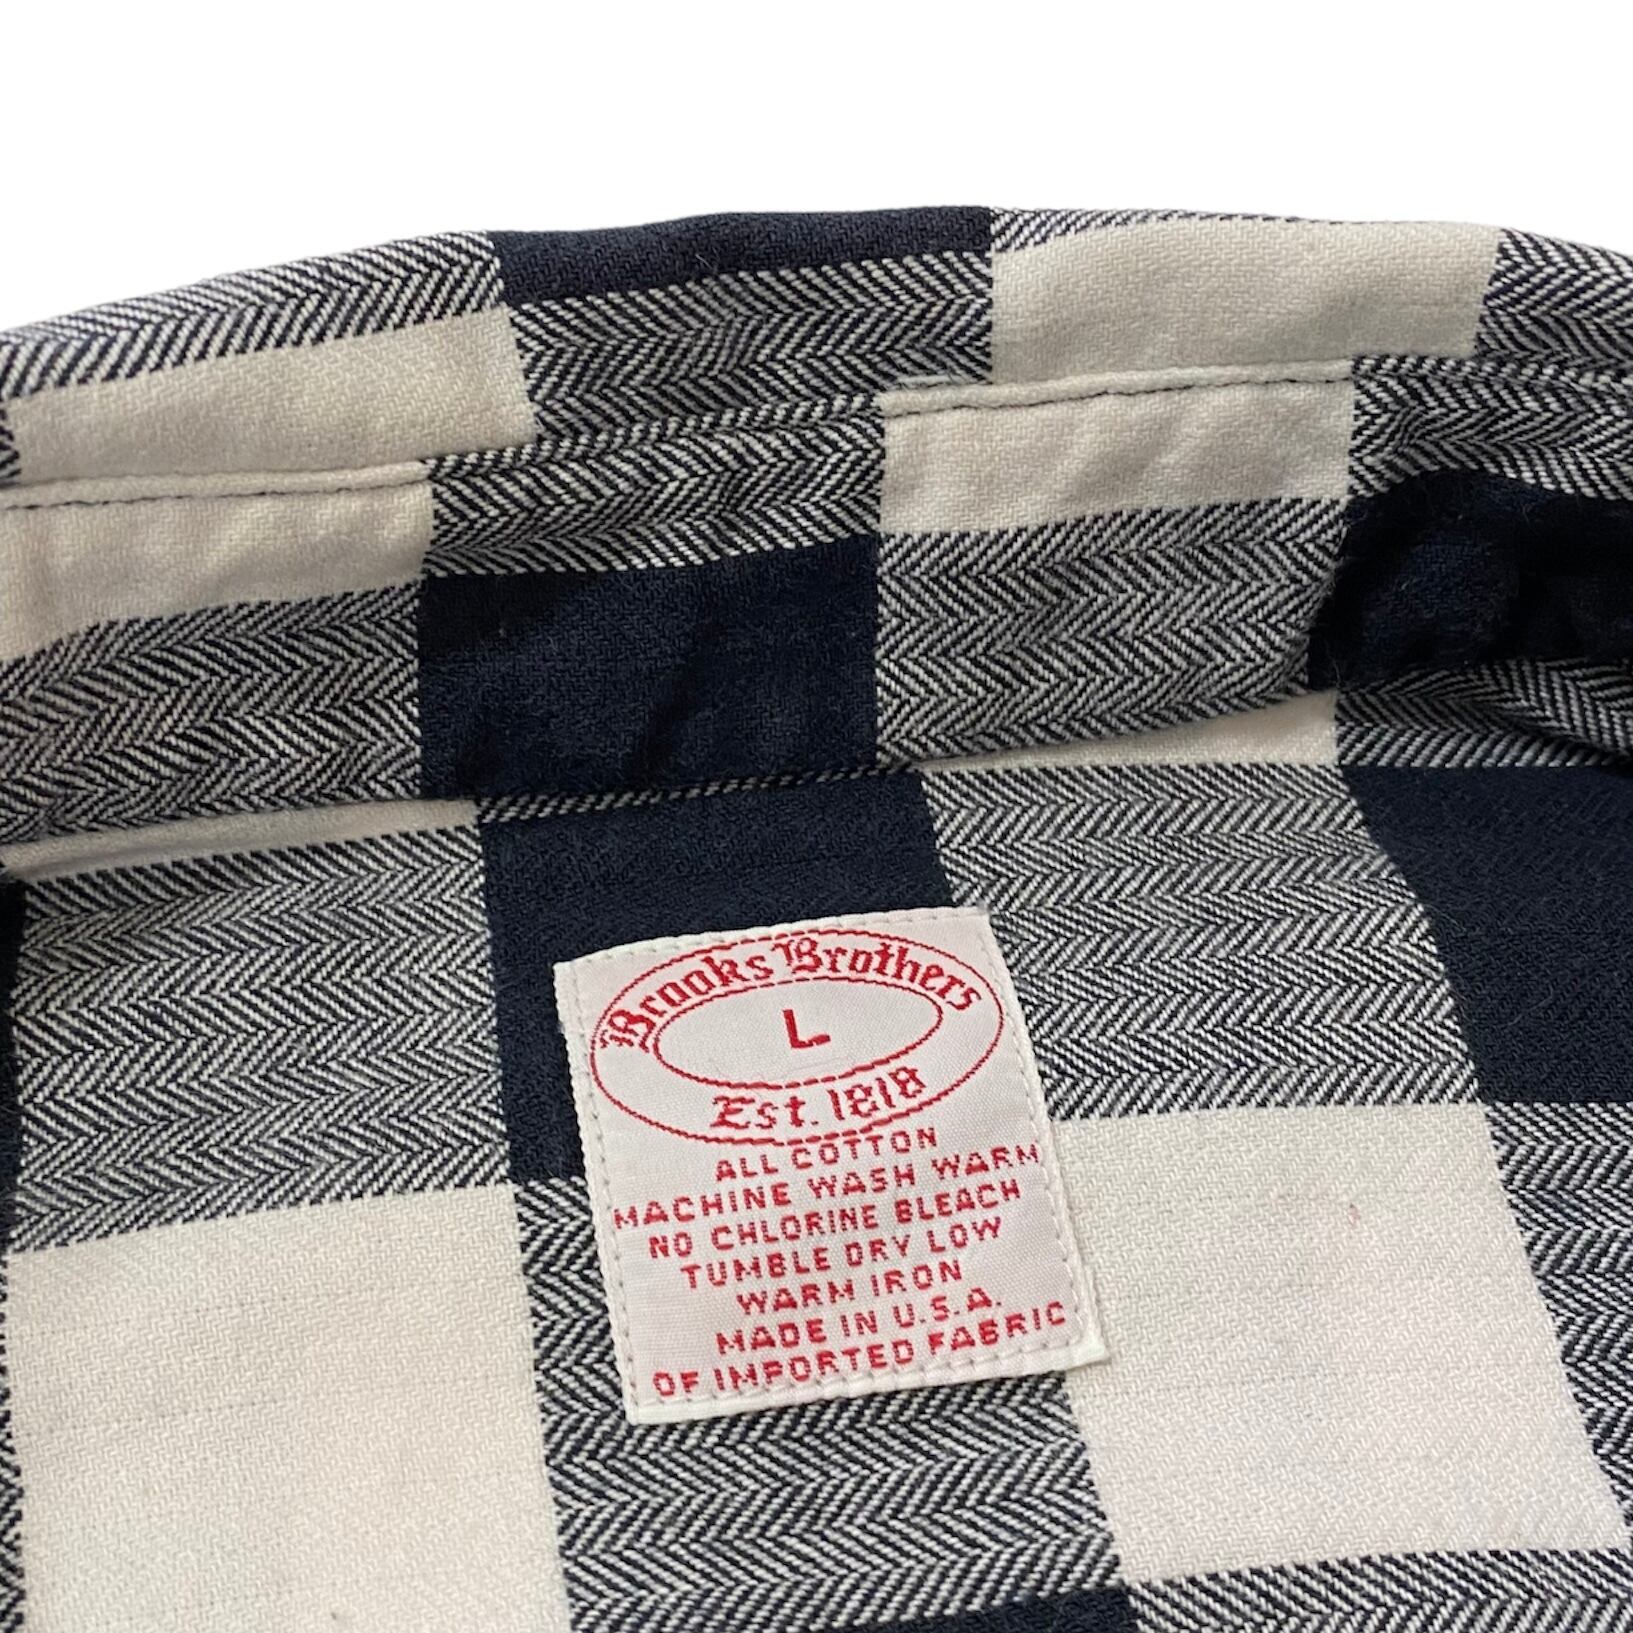 Brooks Brothers
L
Est. 1818
ALL COTTON
MACHINE WASH WARM
NO CHLORINE BLEACH
TUMBLE DRY LOW
WARM IRON
MADE IN U.S.A.
OF IMPORTED FABRIC